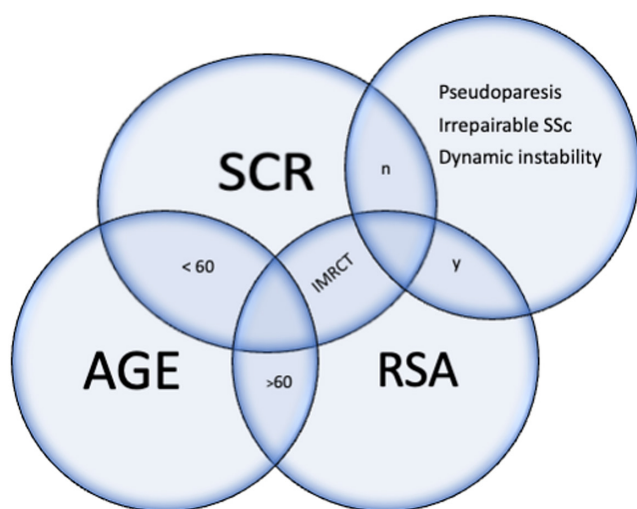 Pseudoparesis
Irrepairable SSc
Dynamic instability
SCR
n
< 60
IMRCT
y
AGE
>60
RSA